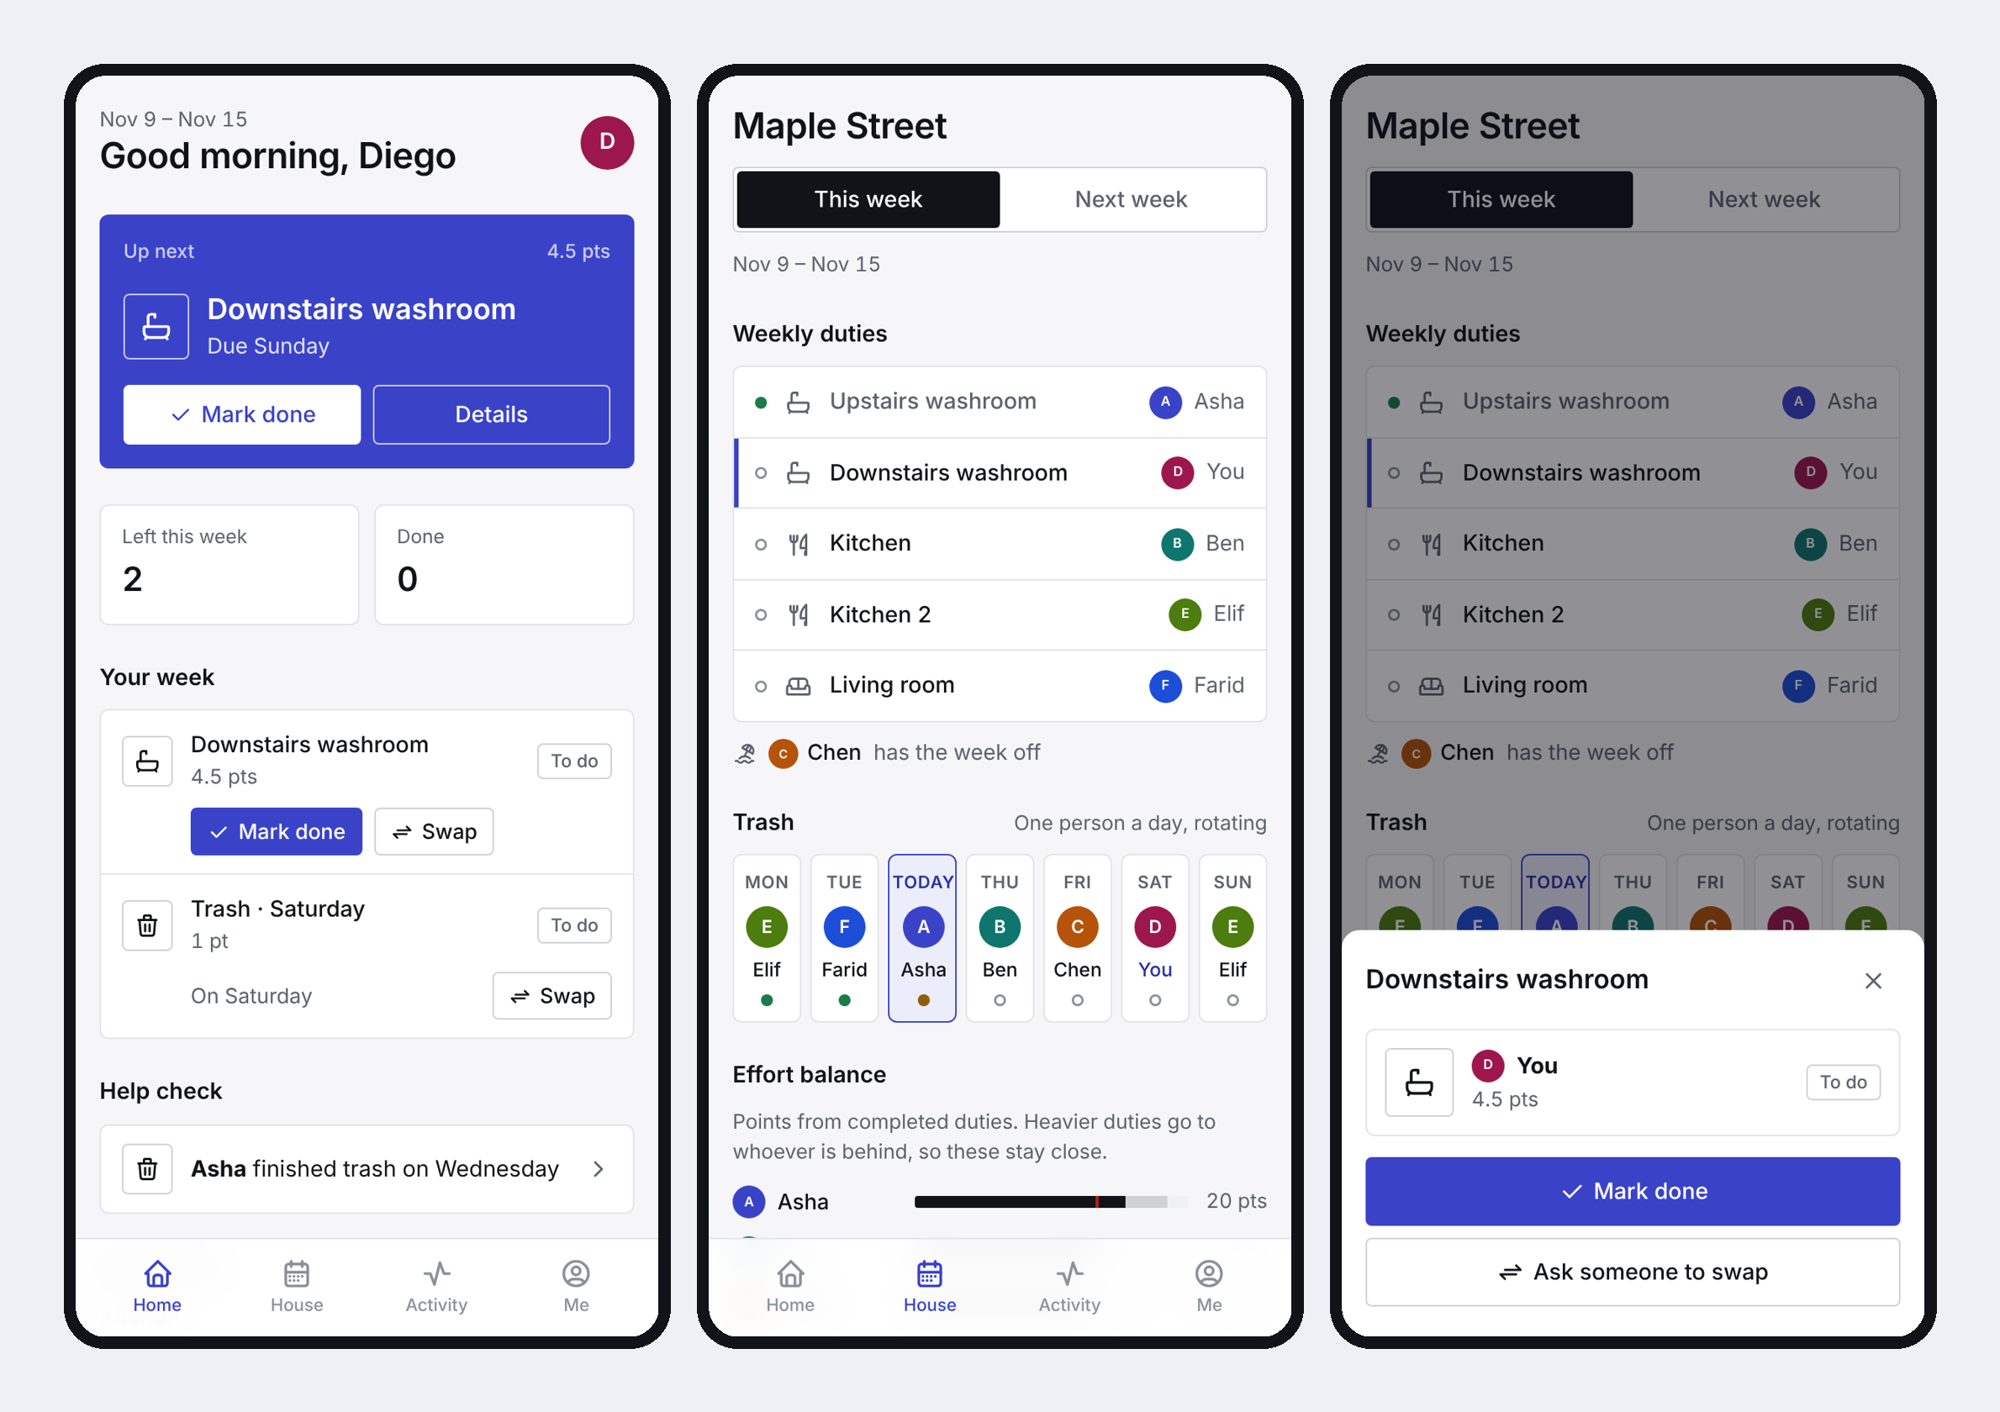 Nov 9 – Nov 15
Good morning, Diego
D
Up next
4.5 pts
Downstairs washroom
Due Sunday
Mark done
Details
Left this week
2
Done
0
Your week
Downstairs washroom
4.5 pts
To do
Mark done
Swap
Trash · Saturday
1 pt
To do
On Saturday
Swap
Help check
Asha finished trash on Wednesday
Home
House
Activity
Me
Maple Street
This week
Next week
Nov 9 – Nov 15
Weekly duties
Upstairs washroom
A
Asha
Downstairs washroom
D
You
Kitchen
B
Ben
Kitchen 2
E
Elif
Living room
F
Farid
C
Chen has the week off
Trash
One person a day, rotating
MON
TUE
TODAY
THU
FRI
SAT
SUN
E
F
A
B
C
D
E
Elif
Farid
Asha
Ben
Chen
You
Elif
Effort balance
Points from completed duties. Heavier duties go to
whoever is behind, so these stay close.
A
Asha
20 pts
Home
House
Activity
Me
Maple Street
This week
Next week
Nov 9 – Nov 15
Weekly duties
Upstairs washroom
A
Asha
Downstairs washroom
D
You
Kitchen
B
Ben
Kitchen 2
E
Elif
Living room
F
Farid
C
Chen has the week off
Trash
One person a day, rotating
MON
TUE
TODAY
THU
FRI
SAT
SUN
E
F
A
B
C
D
E
Downstairs washroom
D
You
4.5 pts
To do
Mark done
Ask someone to swap